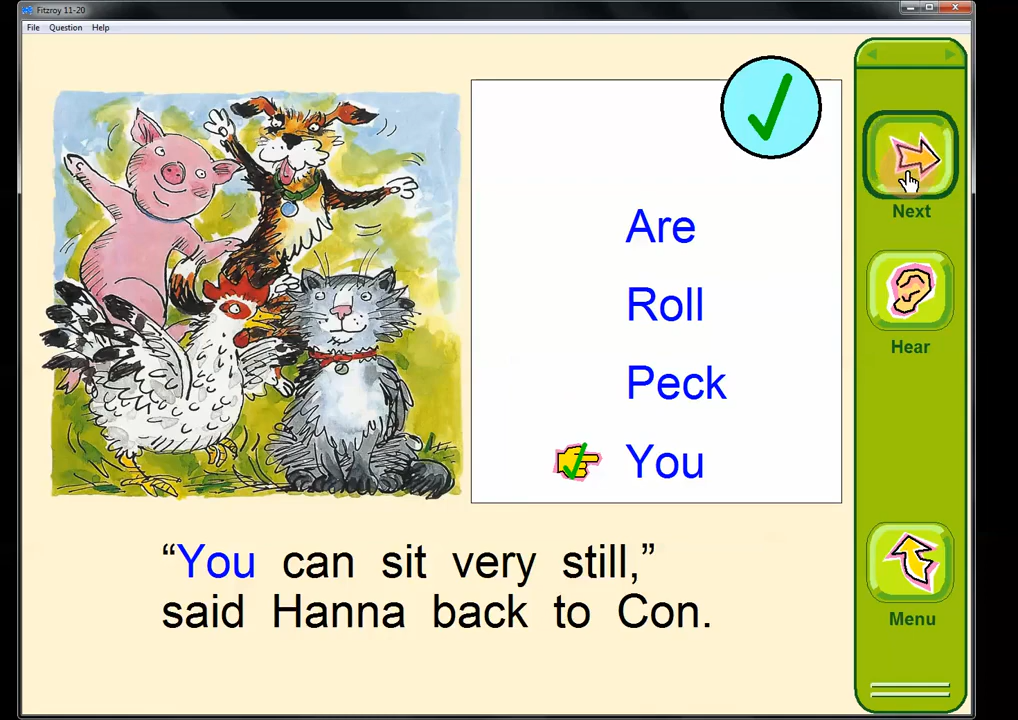 Fitzroy 11-20
File Question Help
Are
Roll
Peck
You
“You can sit very still,”
said Hanna back to Con.
Next
Hear
Menu